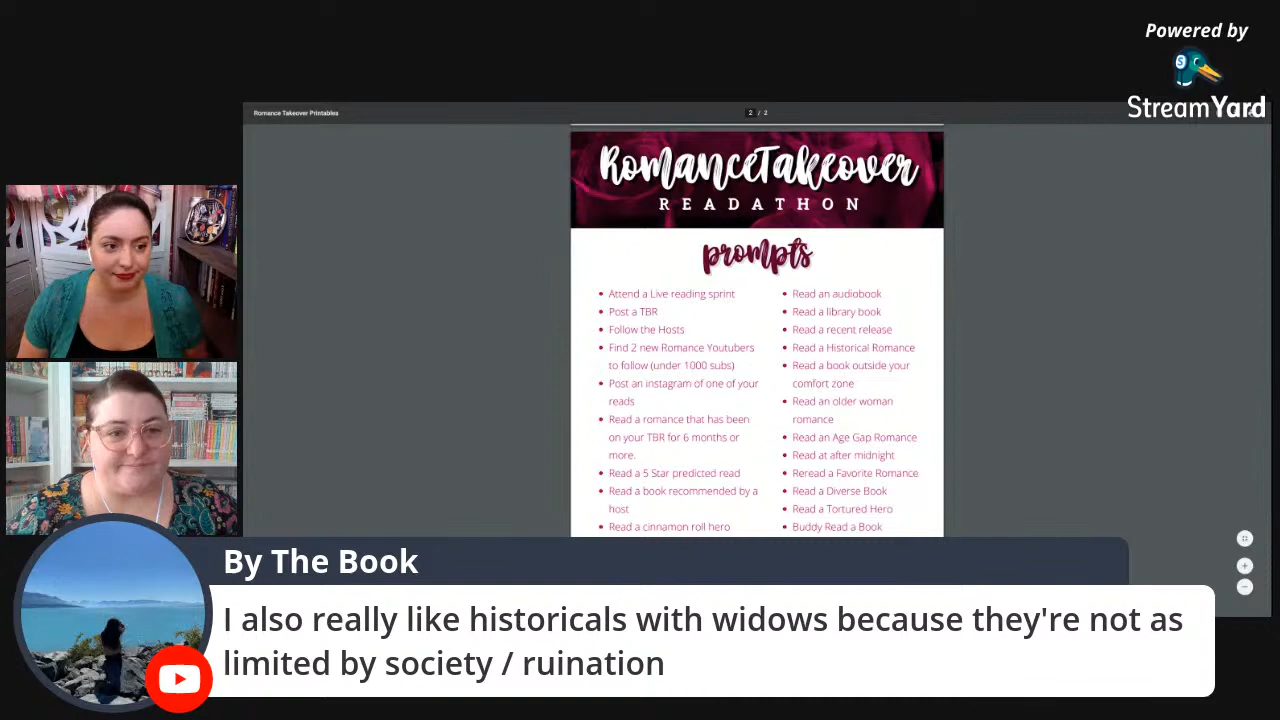 Powered by
StreamYard
Romance Takeover Printables
2 / 2
RomanceTakeover
READATHON
prompts
• Attend a Live reading sprint
• Post a TBR
• Follow the Hosts
• Find 2 new Romance Youtubers
to follow (under 1000 subs)
• Post an instagram of one of your
reads
• Read a romance that has been
on your TBR for 6 months or
more.
• Read a 5 Star predicted read
• Read a book recommended by a
host
• Read a cinnamon roll hero
• Read an audiobook
• Read a library book
• Read a recent release
• Read a Historical Romance
• Read a book outside your
comfort zone
• Read an older woman
romance
• Read an Age Gap Romance
• Read at after midnight
• Reread a Favorite Romance
• Read a Diverse Book
• Read a Tortured Hero
• Buddy Read a Book
By The Book
I also really like historicals with widows because they're not as
limited by society / ruination